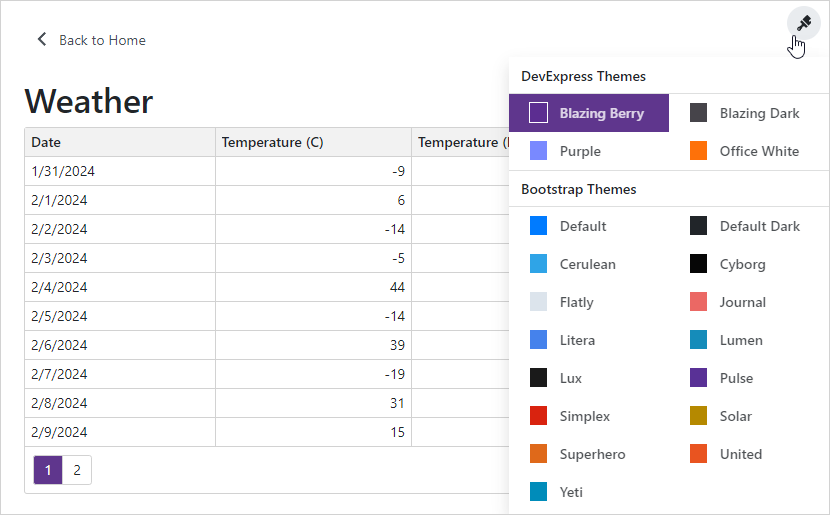 Back to Home
Weather
Date Temperature (C) Temperature (
1/31/2024 -9
2/1/2024 6
2/2/2024 -14
2/3/2024 -5
2/4/2024 44
2/5/2024 -14
2/6/2024 39
2/7/2024 -19
2/8/2024 31
2/9/2024 15
1 2
DevExpress Themes
Blazing Berry Blazing Dark
Purple Office White
Bootstrap Themes
Default Default Dark
Cerulean Cyborg
Flatly Journal
Litera Lumen
Lux Pulse
Simplex Solar
Superhero United
Yeti